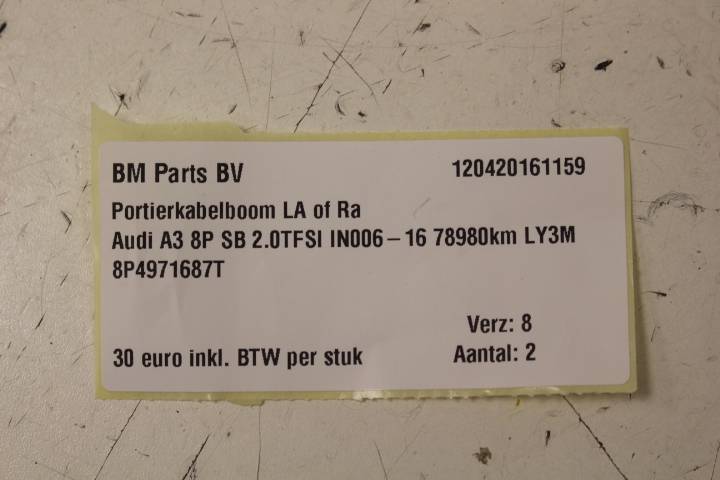 BM Parts BV 120420161159
Portierkabelboom LA of Ra
Audi A3 8P SB 2.0TFSI IN006-16 78980km LY3M
8P4971687T
Verz: 8
30 euro inkl. BTW per stuk Aantal: 2